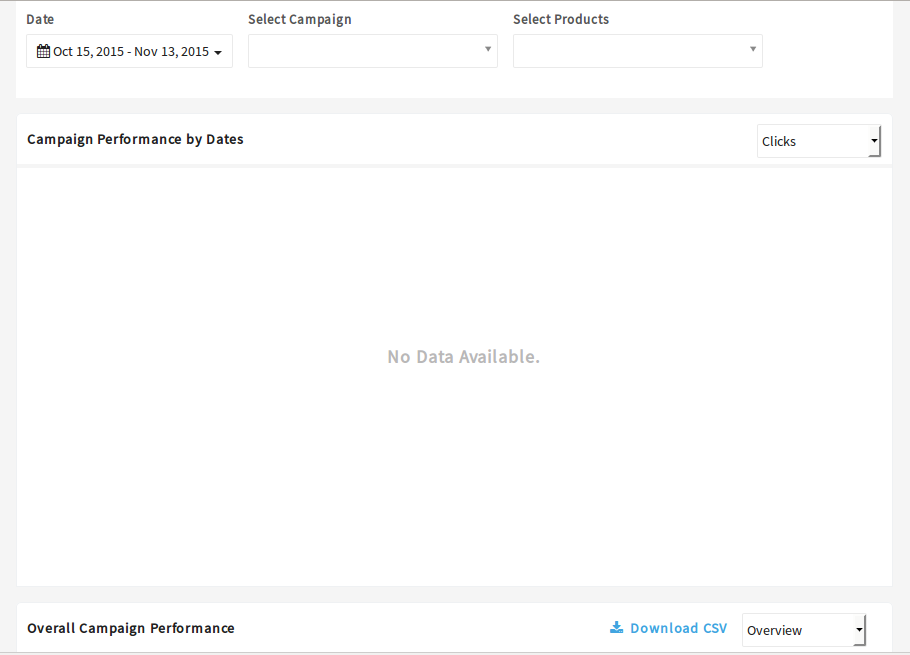 Date Select Campaign Select Products
Oct 15, 2015 - Nov 13, 2015
Campaign Performance by Dates Clicks
No Data Available.
Overall Campaign Performance Download CSV Overview